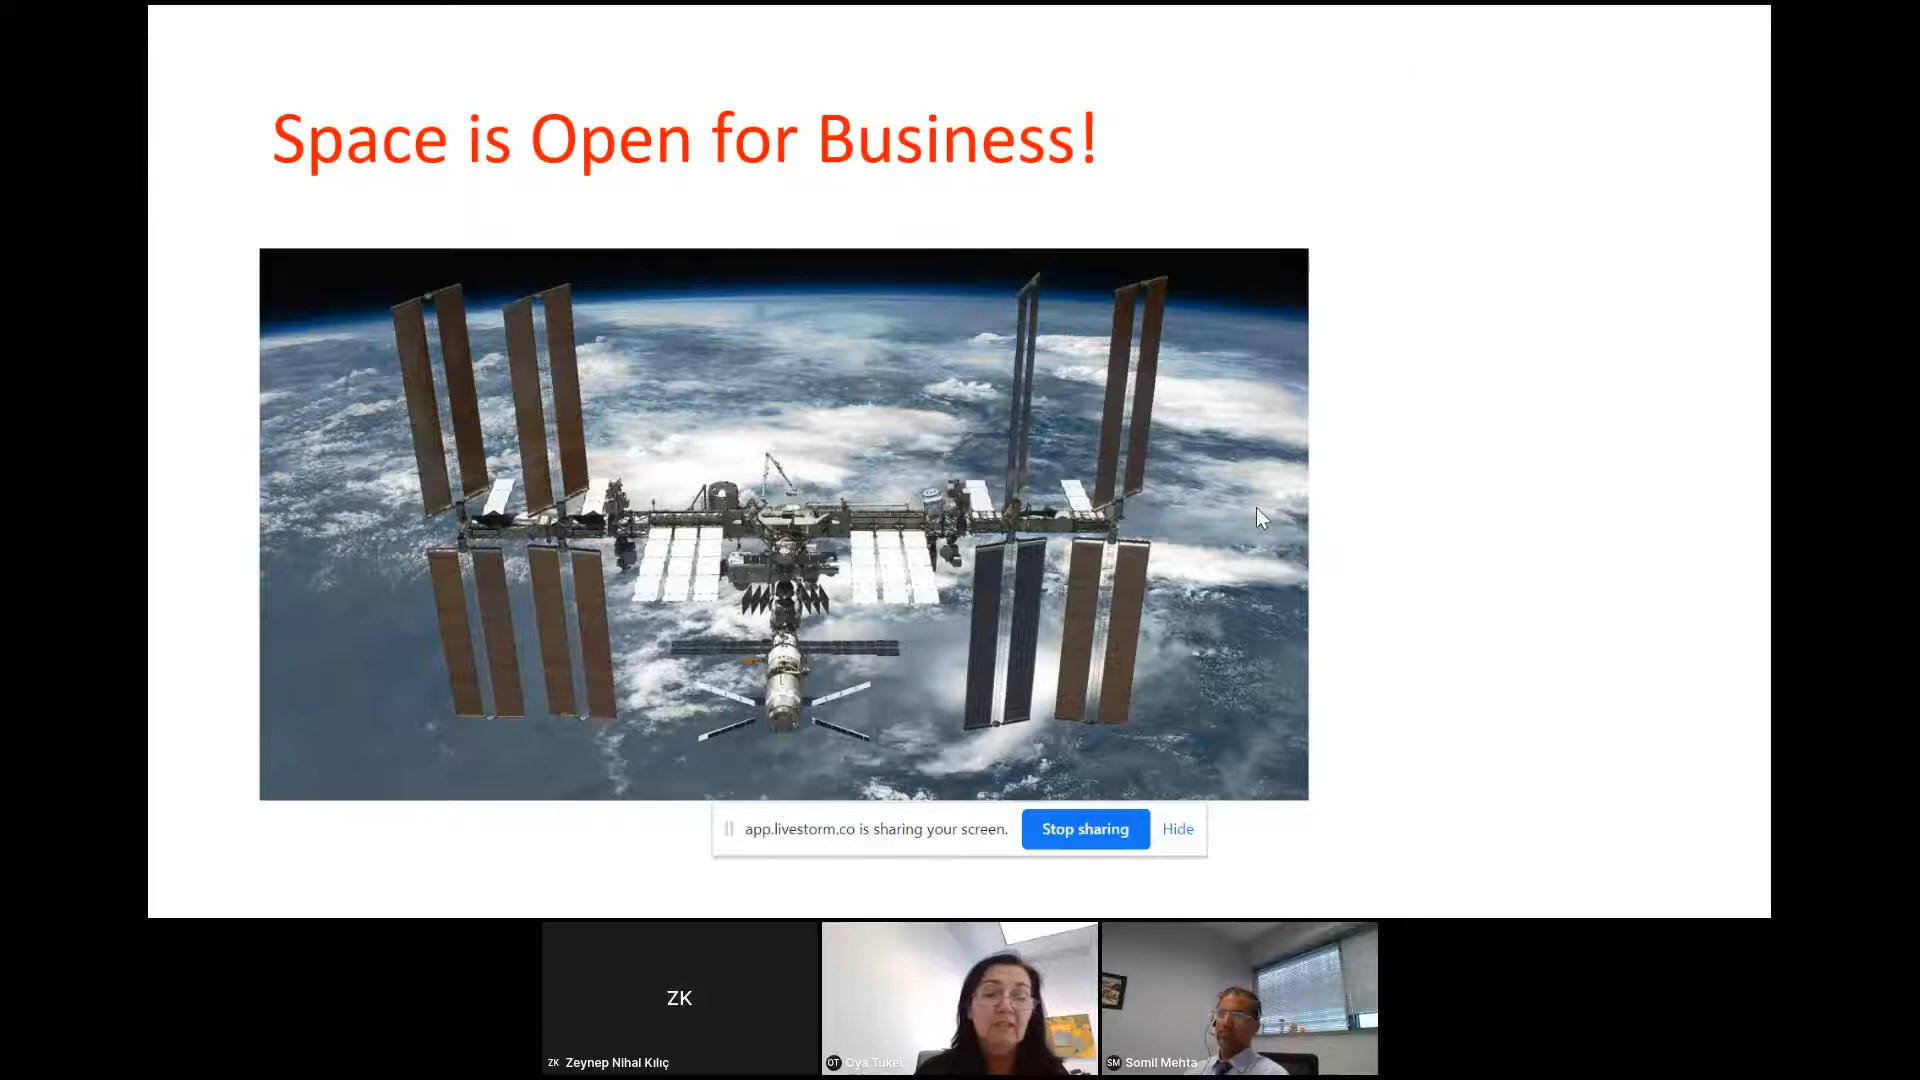 Space is Open for Business!
app.livestorm.co is sharing your screen.
Stop sharing
Hide
ZK
ZK Zeynep Nihal Kılıç
OT Oya Tukel
SM Somil Mehta